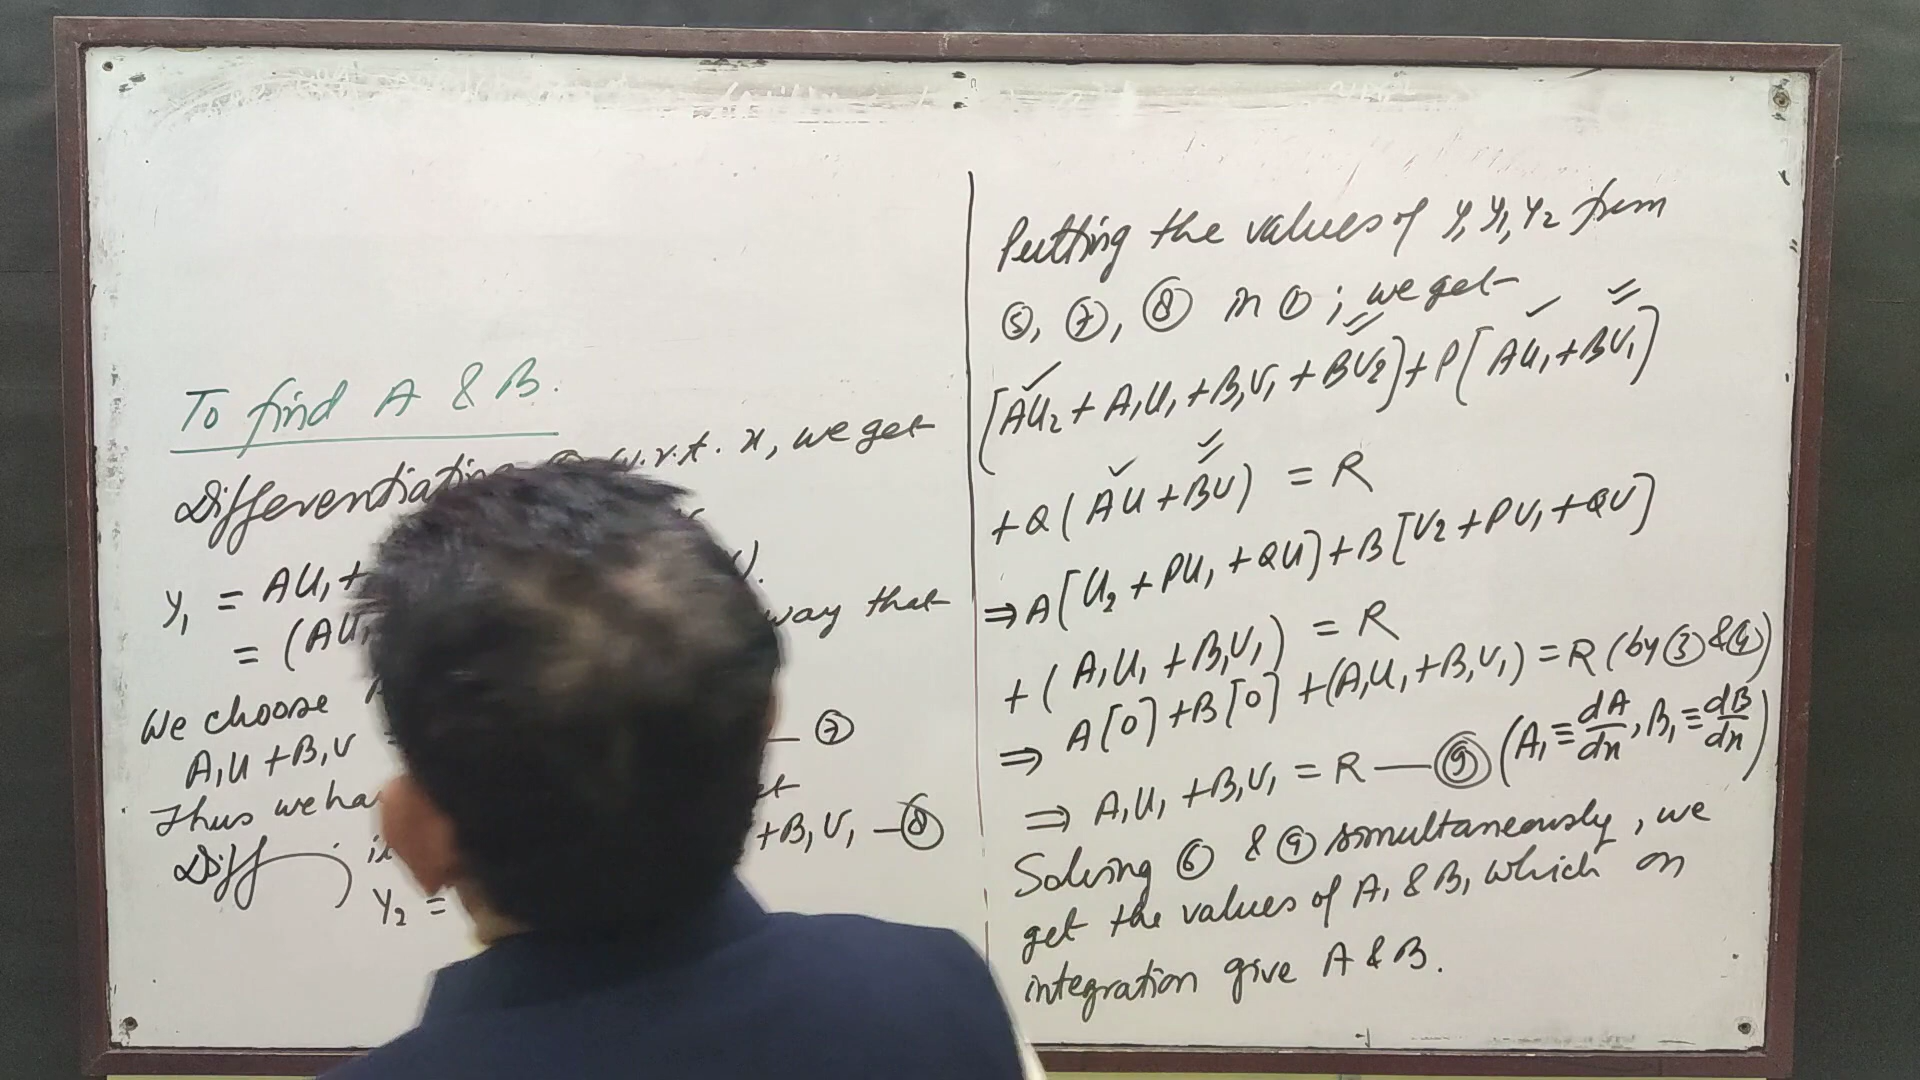 To find A & B.
Differentiating w.r.t. x, we get
Y₁ = AU₁ +
= (AU₁
way that
We choose
A₁U + B₁V
— ⑦
Thus we ha
Diff
+ B₁V₁ — ⑧
Y₂ =
Putting the values of Y, Y₁, Y₂ from
⑤, ⑦, ⑧ in ① ; we get
[AU₂ + A₁U₁ + B₁V₁ + BV₂] + P[AU₁ + BV₁]
+ Q(AU + BV) = R
⇒ A[U₂ + PU₁ + QU] + B[V₂ + PV₁ + QV]
+ (A₁U₁ + B₁V₁) = R
⇒ A[0] + B[0] + (A₁U₁ + B₁V₁) = R (by ③ & ④)
⇒ A₁U₁ + B₁V₁ = R — ⑨ (A₁ ≡ dA/dx, B₁ ≡ dB/dx)
Solving ⑥ & ⑨ simultaneously, we
get the values of A₁ & B₁ which on
integration give A & B.